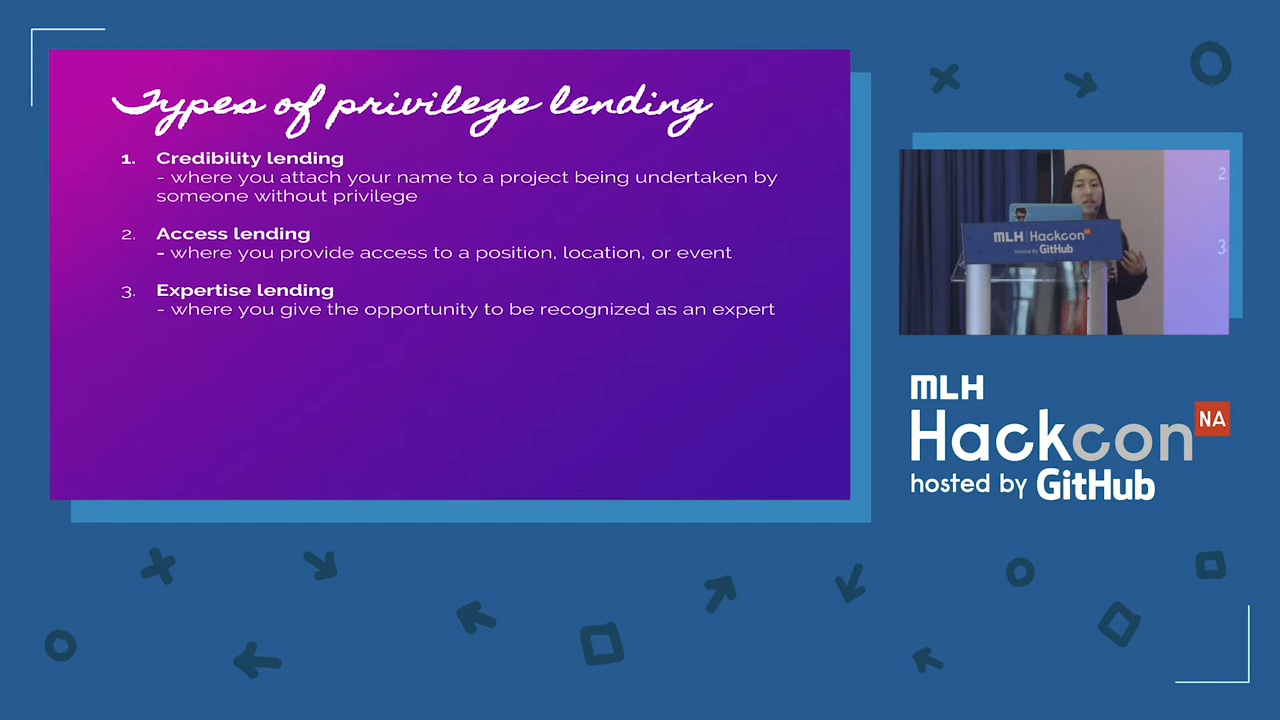 Types of privilege lending
1. Credibility lending
- where you attach your name to a project being undertaken by
someone without privilege
2. Access lending
- where you provide access to a position, location, or event
3. Expertise lending
- where you give the opportunity to be recognized as an expert
2
3
MLH Hackcon NA
hosted by GitHub
MLH
Hackcon NA
hosted by GitHub